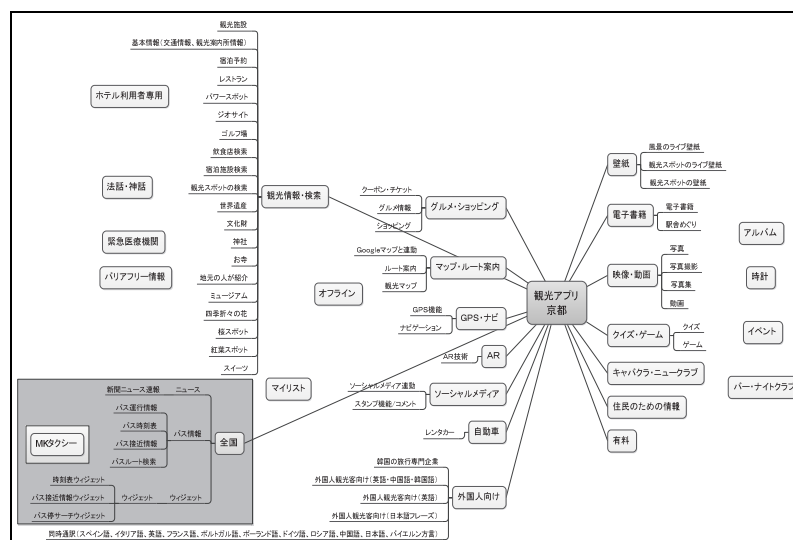 観光施設
基本情報（交通情報、観光案内所情報）
宿泊予約
レストラン
パワースポット
ジオサイト
ゴルフ場
飲食店検索
宿泊施設検索
観光スポットの検索
世界遺産
文化財
神社
お寺
地元の人が紹介
ミュージアム
四季折々の花
桜スポット
紅葉スポット
スイーツ
観光情報・検索
ホテル利用者専用
法話・神話
緊急医療機関
バリアフリー情報
オフライン
マイリスト
クーポン・チケット
グルメ情報
ショッピング
グルメ・ショッピング
Googleマップと連動
ルート案内
観光マップ
マップ・ルート案内
GPS機能
ナビゲーション
GPS・ナビ
AR技術
AR
ソーシャルメディア連動
スタンプ機能/コメント
ソーシャルメディア
レンタカー
自動車
韓国の旅行専門企業
外国人観光客向け（英語・中国語・韓国語）
外国人観光客向け（英語）
外国人観光客向け（日本語フレーズ）
同時通訳（スペイン語、イタリア語、英語、フランス語、ポルトガル語、ポーランド語、ドイツ語、ロシア語、中国語、日本語、バイエルン方言）
外国人向け
観光アプリ
京都
壁紙
風景のライブ壁紙
観光スポットのライブ壁紙
観光スポットの壁紙
電子書籍
電子書籍
駅舎めぐり
映像・動画
写真
写真撮影
写真集
動画
クイズ・ゲーム
クイズ
ゲーム
キャバクラ・ニュークラブ
住民のための情報
有料
アルバム
時計
イベント
バー・ナイトクラブ
新聞ニュース速報
ニュース
バス運行情報
バス時刻表
バス接近情報
バスルート検索
バス情報
全国
MKタクシー
時刻表ウィジェット
バス接近情報ウィジェット
バス停サーチウィジェット
ウィジェット
ウィジェット